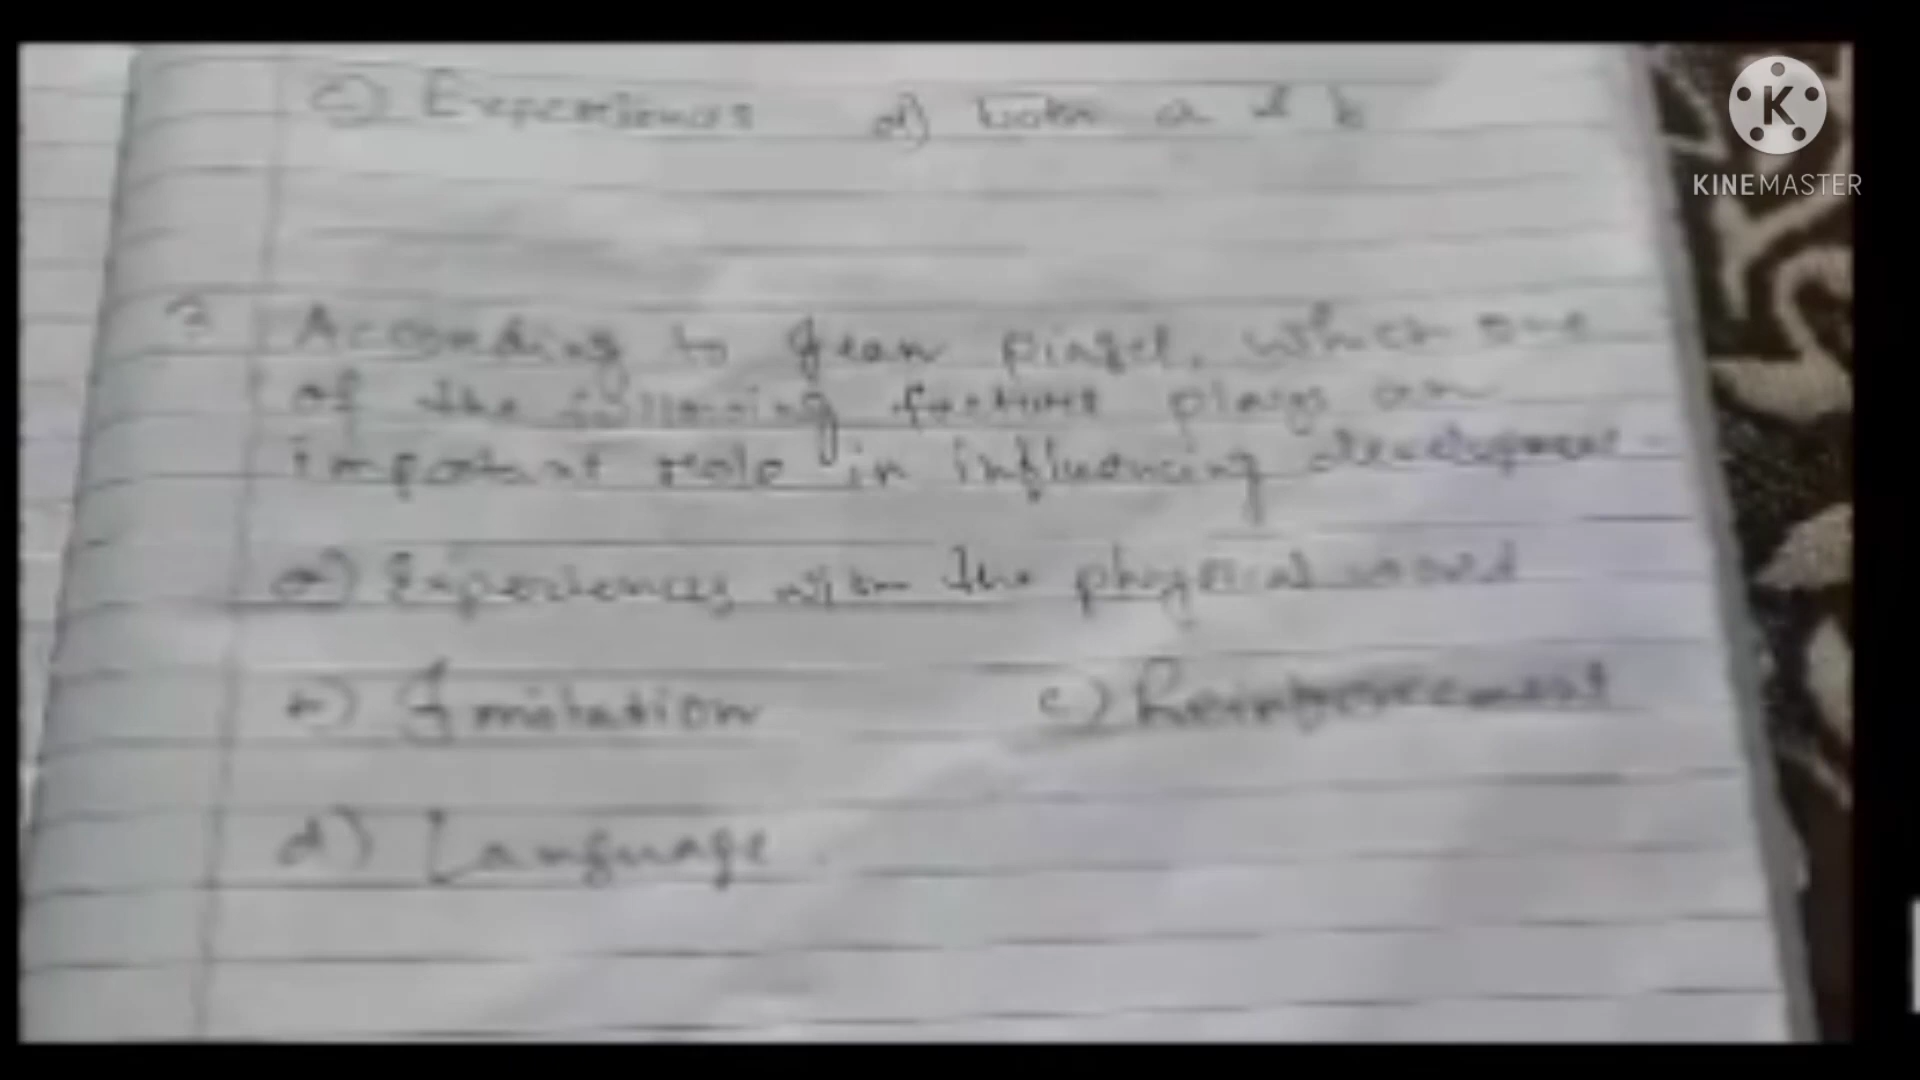 c) Experiences d) both a & b
KINEMASTER
3 According to Jean piaget, which one
of the following factors plays an
important role in influencing development
a) Experiences with the physical world
b) Imitation c) Reinforcement
d) Language